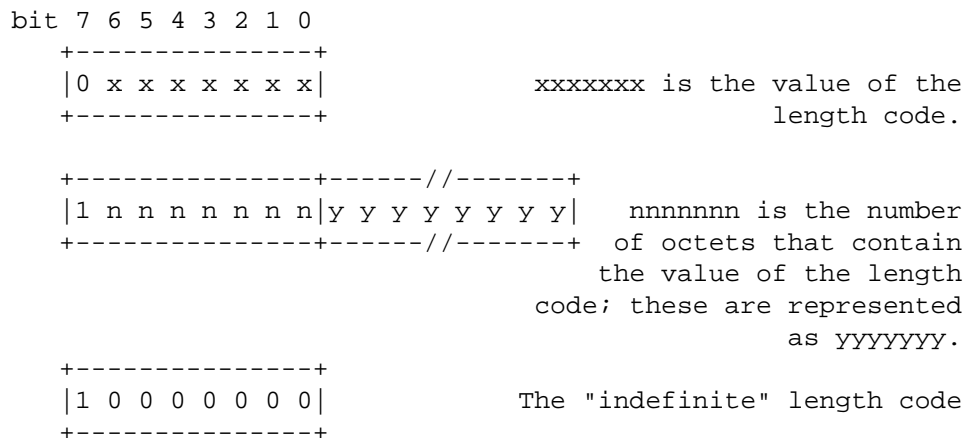 bit 7 6 5 4 3 2 1 0
+---------------+
|0 x x x x x x x| xxxxxxx is the value of the
+---------------+ length code.
+---------------+------//-------+
|1 n n n n n n n|y y y y y y y y| nnnnnnn is the number
+---------------+------//-------+ of octets that contain
the value of the length
code; these are represented
as yyyyyyy.
+---------------+
|1 0 0 0 0 0 0 0| The "indefinite" length code
+---------------+